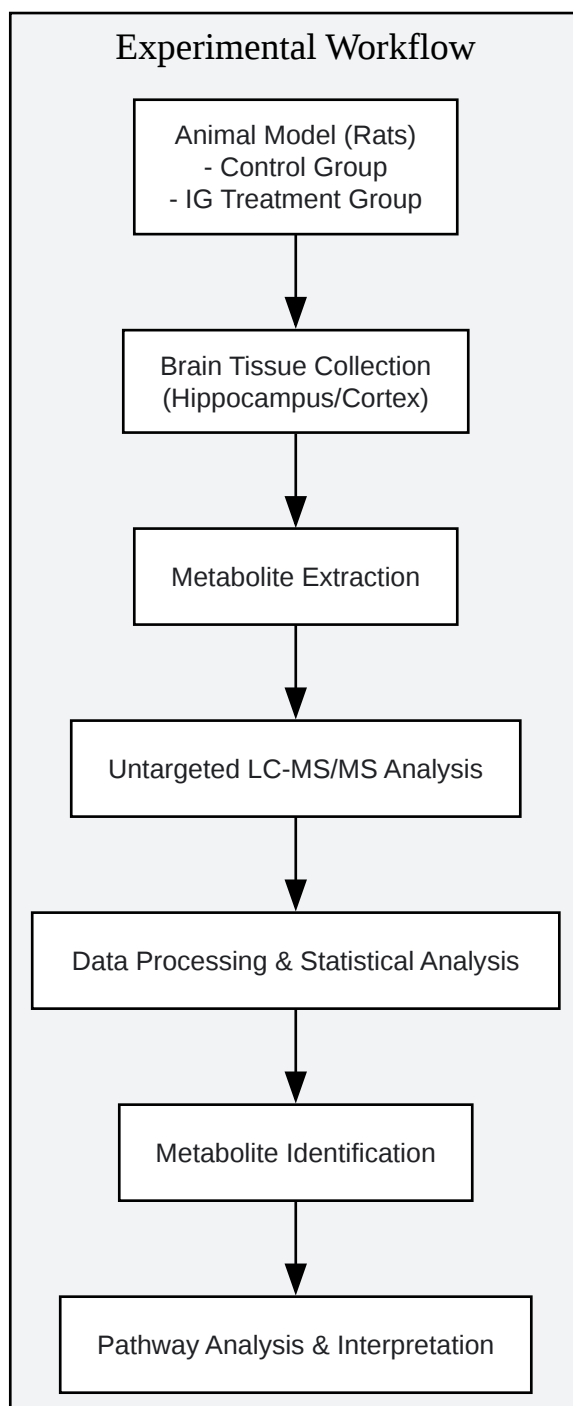 Experimental Workflow
Animal Model (Rats)
- Control Group
- IG Treatment Group
Brain Tissue Collection
(Hippocampus/Cortex)
Metabolite Extraction
Untargeted LC-MS/MS Analysis
Data Processing & Statistical Analysis
Metabolite Identification
Pathway Analysis & Interpretation